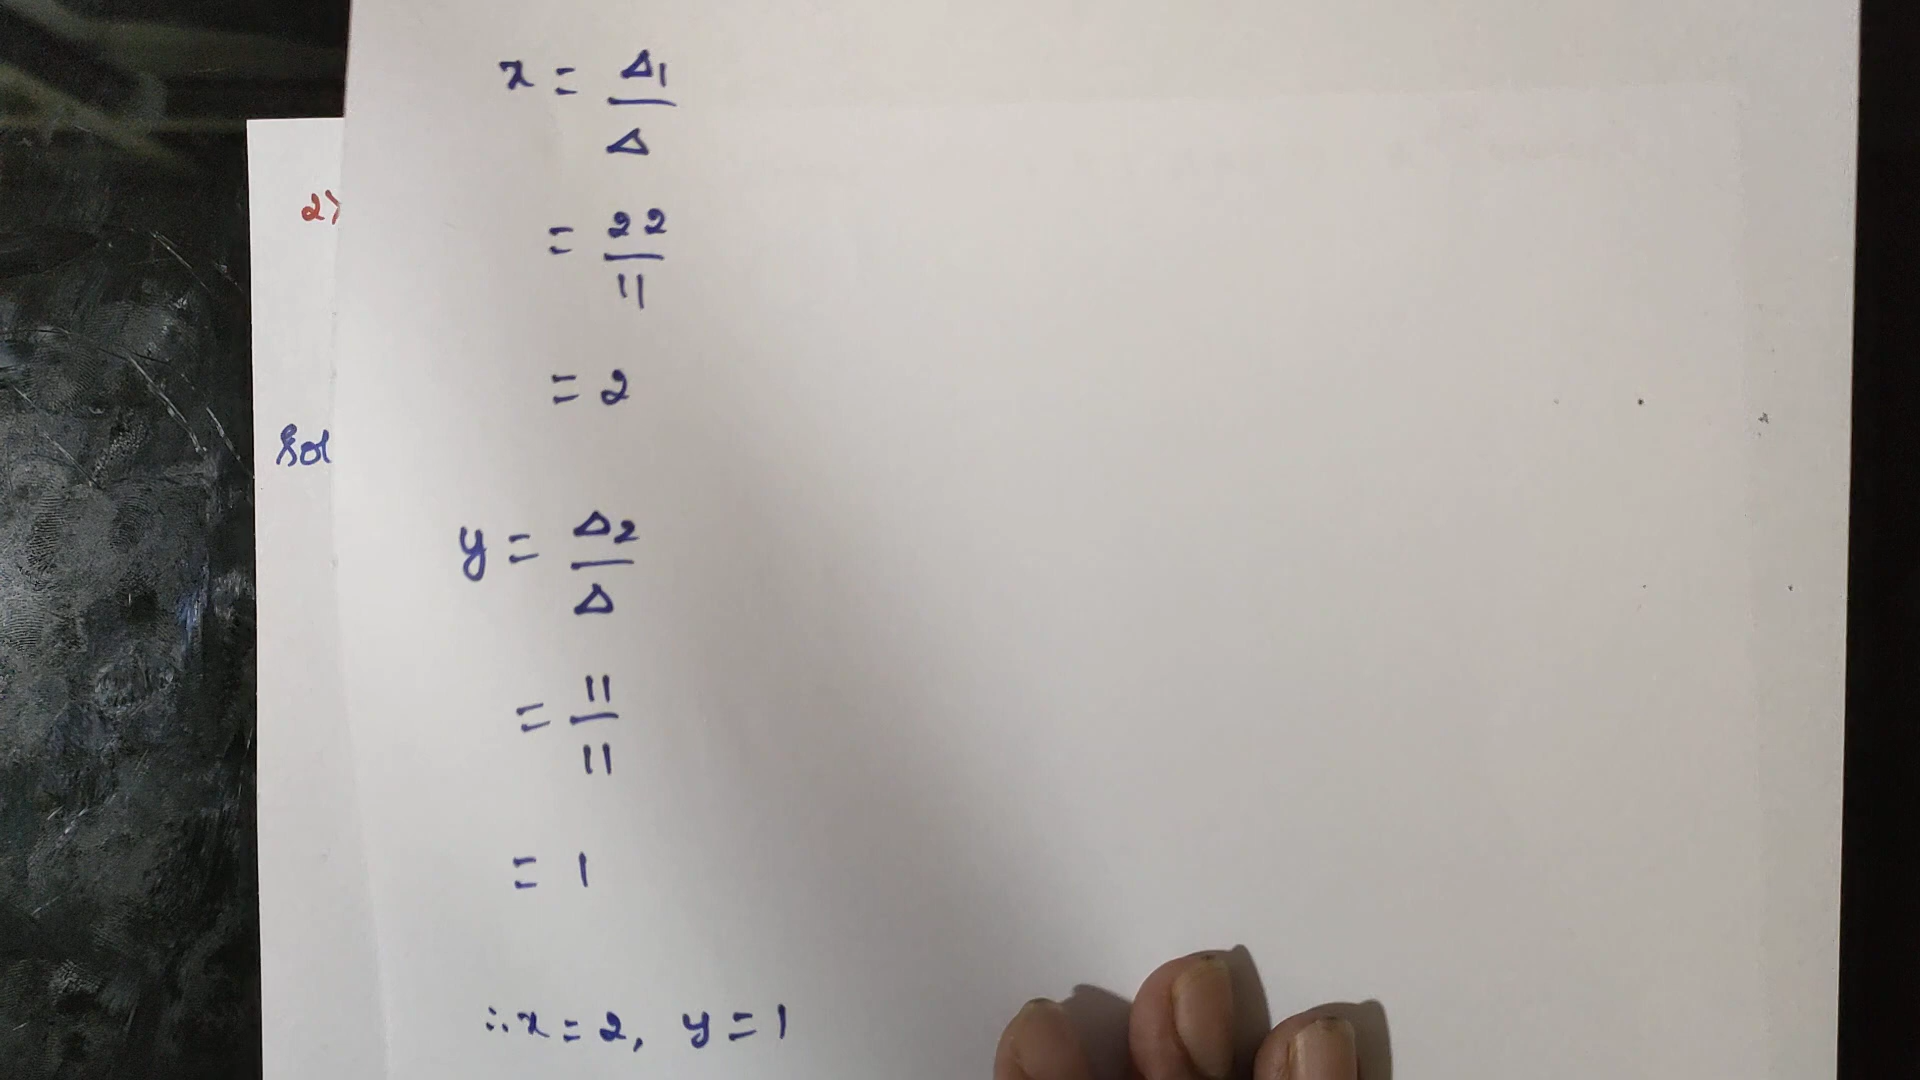 x = Δ1
Δ
2)
= 22
11
= 2
Sol
y = Δ2
Δ
= 11
11
= 1
∴ x = 2, y = 1